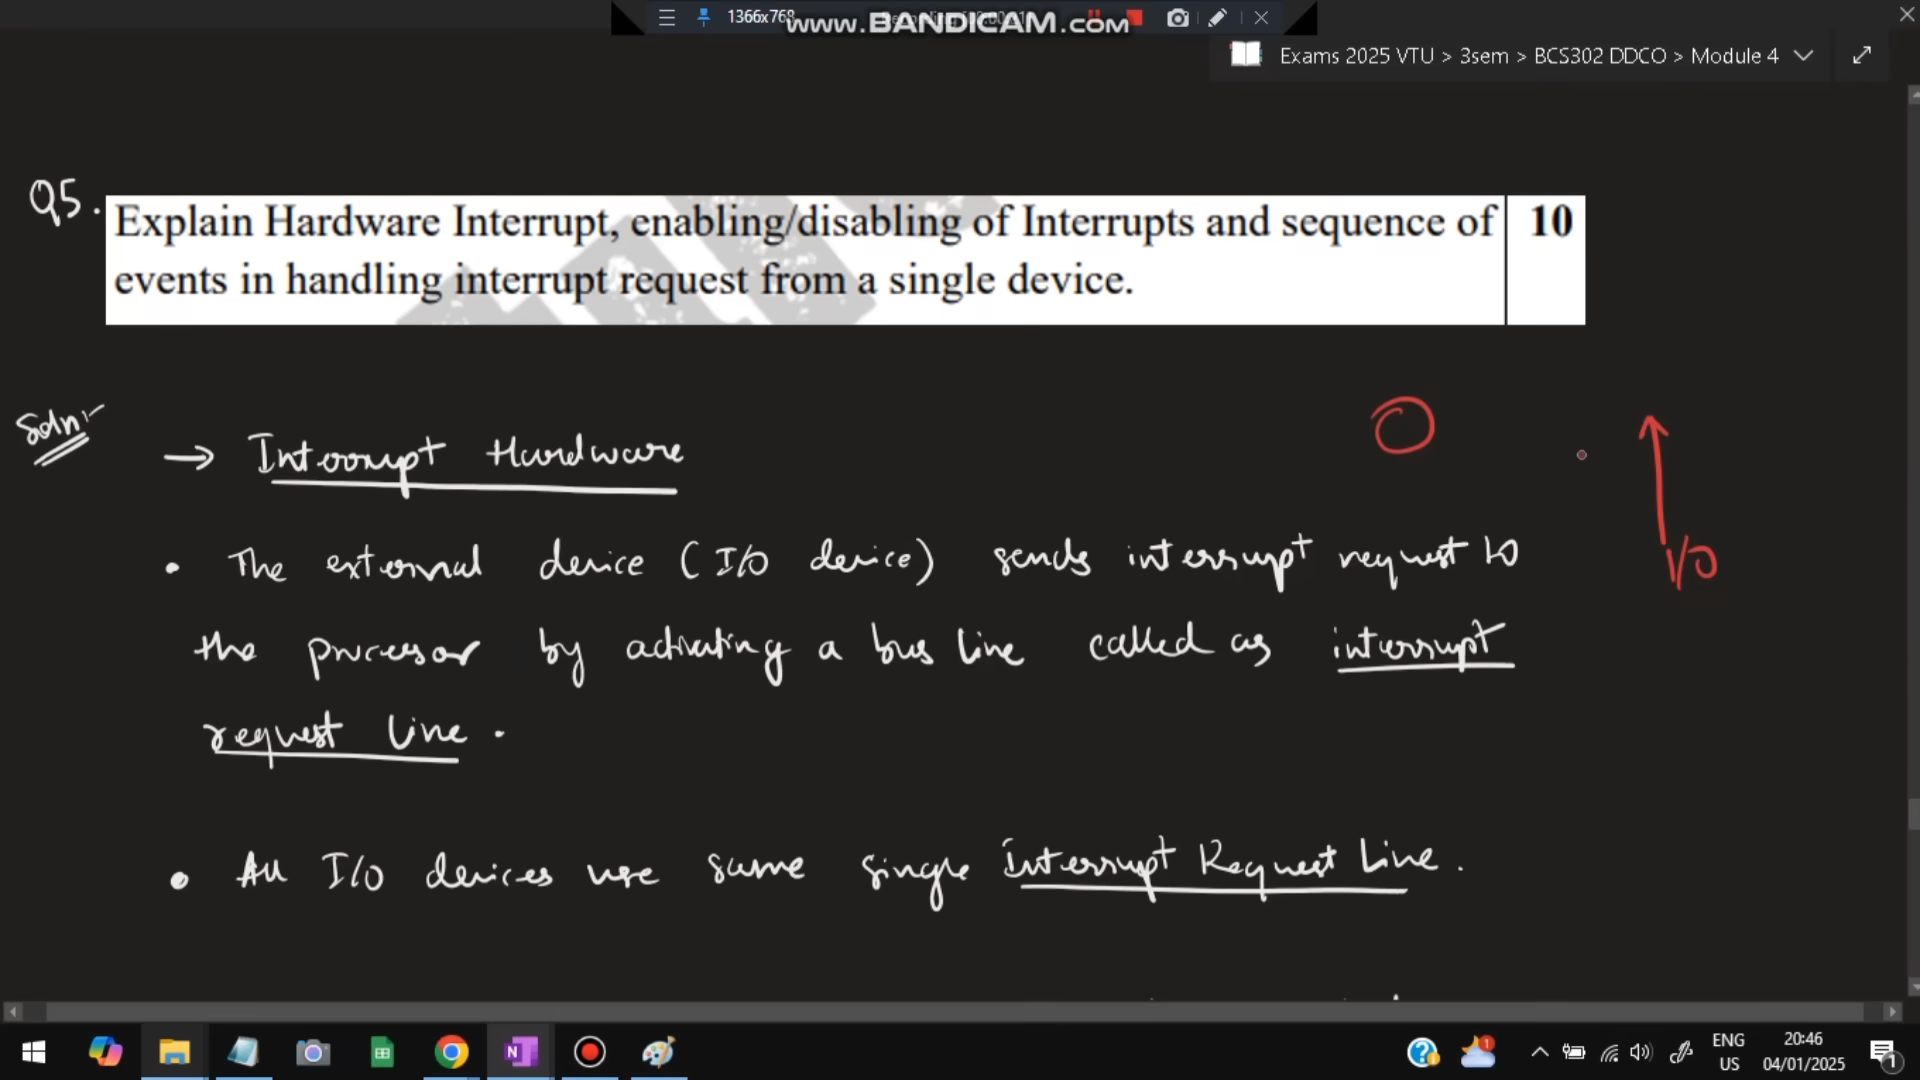 1366x768
www.BANDICAM.com
Exams 2025 VTU > 3sem > BCS302 DDCO > Module 4
Q5.
Explain Hardware Interrupt, enabling/disabling of Interrupts and sequence of 10
events in handling interrupt request from a single device.
Soln:-
→ Interrupt Hardware
• The external device (I/O device) sends interrupt request to
the processor by activating a bus line called as interrupt
request line.
I/O
• All I/O devices use same single Interrupt Request Line.
ENG
US
20:46
04/01/2025